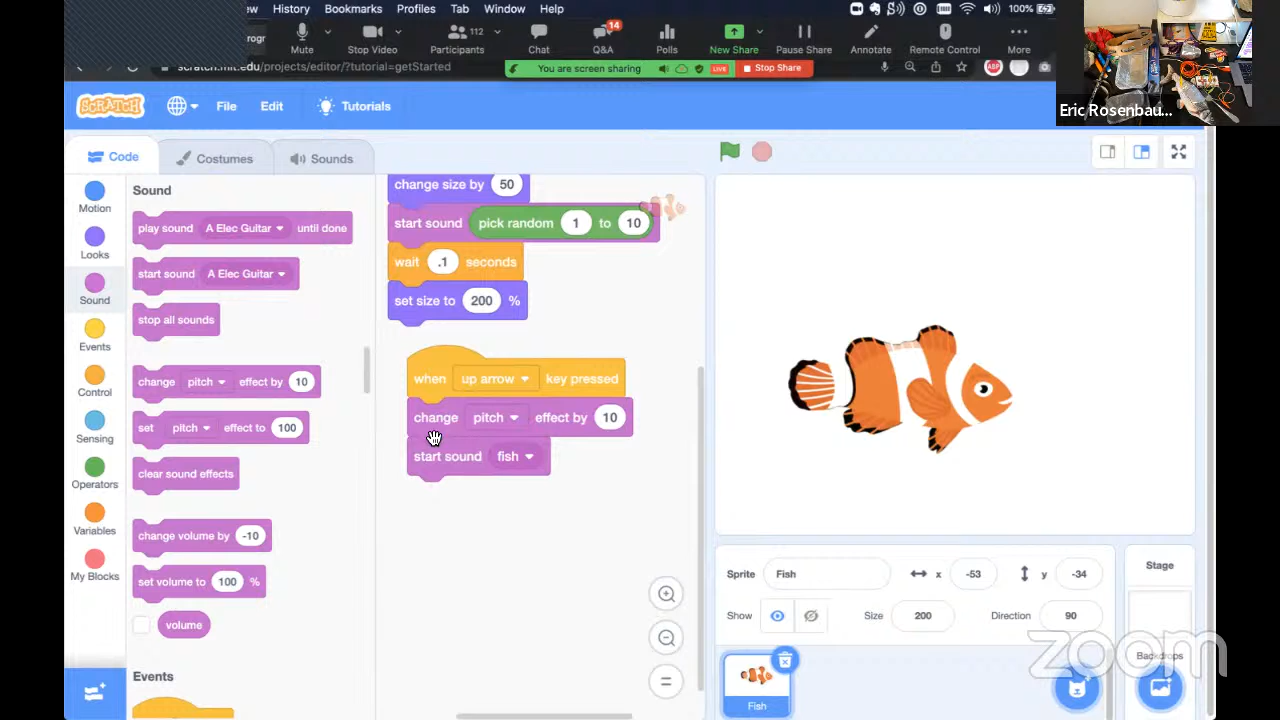 ew History Bookmarks Profiles Tab Window Help 100%
Mute Stop Video Participants 112 Chat Q&A 14 Polls New Share Pause Share Annotate Remote Control More
scratch.mit.edu/projects/editor/?tutorial=getStarted
You are screen sharing LIVE Stop Share
ABP
Eric Rosenbau...
SCRATCH File Edit Tutorials
Code Costumes Sounds
Motion
Looks
Sound
Events
Control
Sensing
Operators
Variables
My Blocks
Sound
play sound A Elec Guitar until done
start sound A Elec Guitar
stop all sounds
change pitch effect by 10
set pitch effect to 100
clear sound effects
change volume by -10
set volume to 100 %
volume
Events
change size by 50
start sound pick random 1 to 10
wait .1 seconds
set size to 200 %
when up arrow key pressed
change pitch effect by 10
start sound fish
Sprite Fish x -53 y -34
Show Size 200 Direction 90
Fish
Stage
Backdrops
zoom